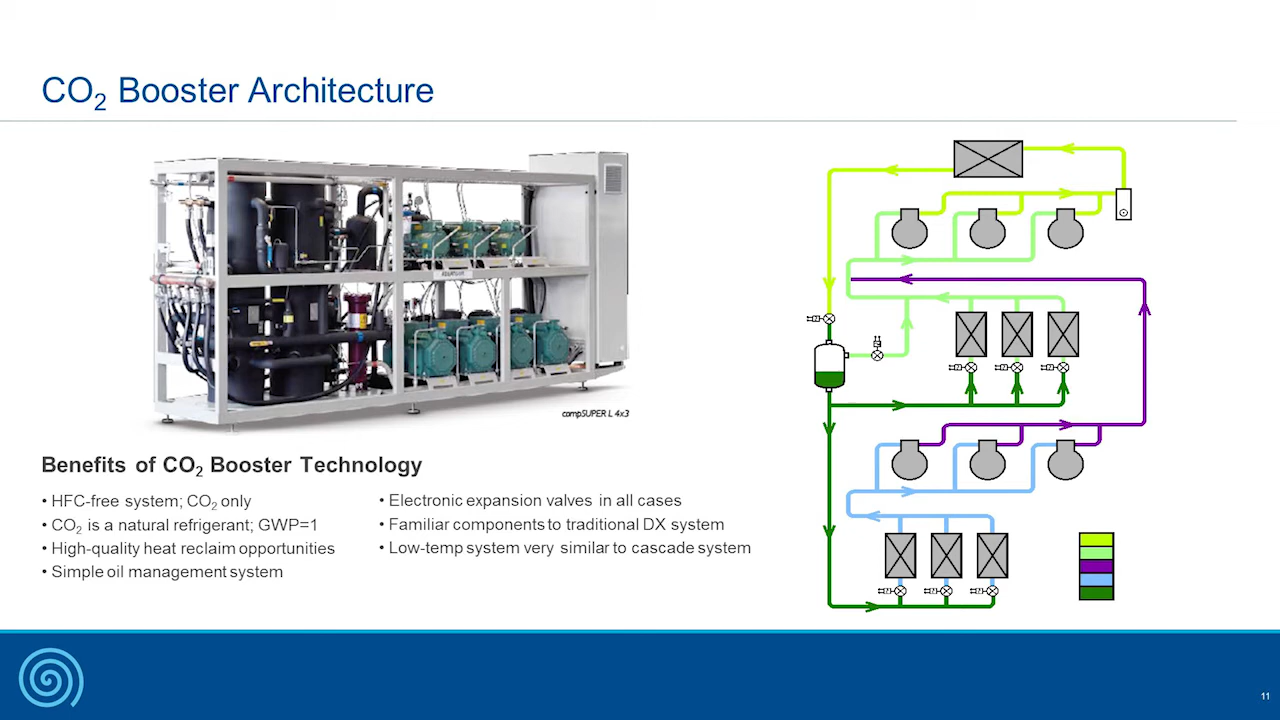 CO₂ Booster Architecture
compSUPER L 4x3
Benefits of CO₂ Booster Technology
• HFC-free system; CO₂ only
• CO₂ is a natural refrigerant; GWP=1
• High-quality heat reclaim opportunities
• Simple oil management system
• Electronic expansion valves in all cases
• Familiar components to traditional DX system
• Low-temp system very similar to cascade system
11